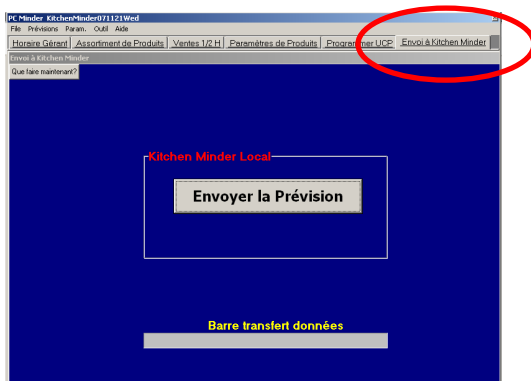 PC Minder KitchenMinder071121Wed
File Prévisions Param. Outil Aide
Horaire Gérant Assortiment de Produits Ventes 1/2 H Paramètres de Produits Programmer UCP Envoi à Kitchen Minder
Envoi à Kitchen Minder
Que faire maintenant?
Kitchen Minder Local
Envoyer la Prévision
Barre transfert données